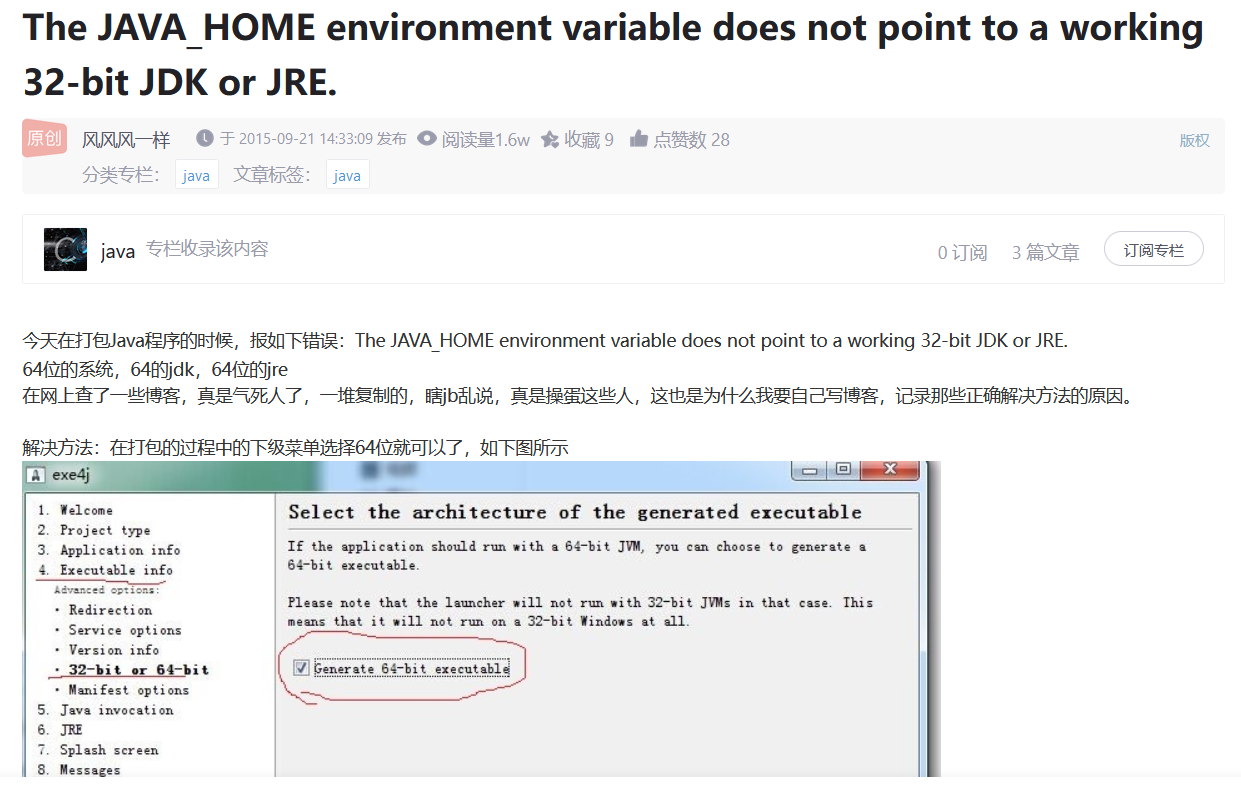 The JAVA_HOME environment variable does not point to a working
32-bit JDK or JRE.
原创 风风风一样 于 2015-09-21 14:33:09 发布 阅读量1.6w 收藏 9 点赞数 28 版权
分类专栏： java 文章标签： java
java 专栏收录该内容 0 订阅 3 篇文章 订阅专栏
今天在打包Java程序的时候，报如下错误：The JAVA_HOME environment variable does not point to a working 32-bit JDK or JRE.
64位的系统，64的jdk，64位的jre
在网上查了一些博客，真是气死人了，一堆复制的，瞎jb乱说，真是操蛋这些人，这也是为什么我要自己写博客，记录那些正确解决方法的原因。
解决方法：在打包的过程中的下级菜单选择64位就可以了，如下图所示
exe4j
1. Welcome
2. Project type
3. Application info
4. Executable info
Advanced options:
· Redirection
· Service options
· Version info
· 32-bit or 64-bit
· Manifest options
5. Java invocation
6. JRE
7. Splash screen
8. Messages
Select the architecture of the generated executable
If the application should run with a 64-bit JVM, you can choose to generate a
64-bit executable.
Please note that the launcher will not run with 32-bit JVMs in that case. This
means that it will not run on a 32-bit Windows at all.
Generate 64-bit executable